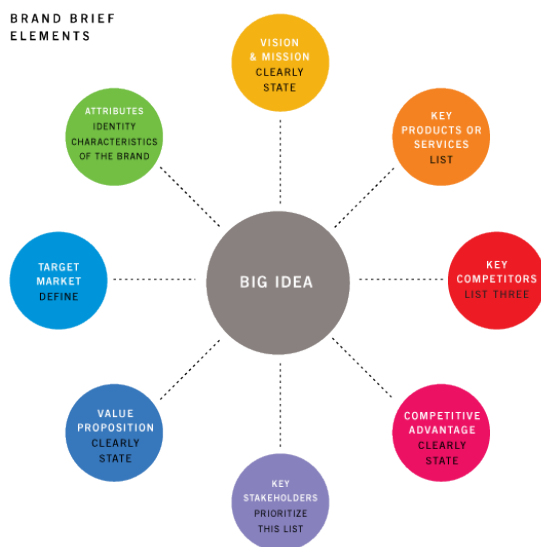 BRAND BRIEF
ELEMENTS
VISION
& MISSION
CLEARLY
STATE
ATTRIBUTES
IDENTITY
CHARACTERISTICS
OF THE BRAND
KEY
PRODUCTS OR
SERVICES
LIST
TARGET
MARKET
DEFINE
BIG IDEA
KEY
COMPETITORS
LIST THREE
VALUE
PROPOSITION
CLEARLY
STATE
COMPETITIVE
ADVANTAGE
CLEARLY
STATE
KEY
STAKEHOLDERS
PRIORITIZE
THIS LIST